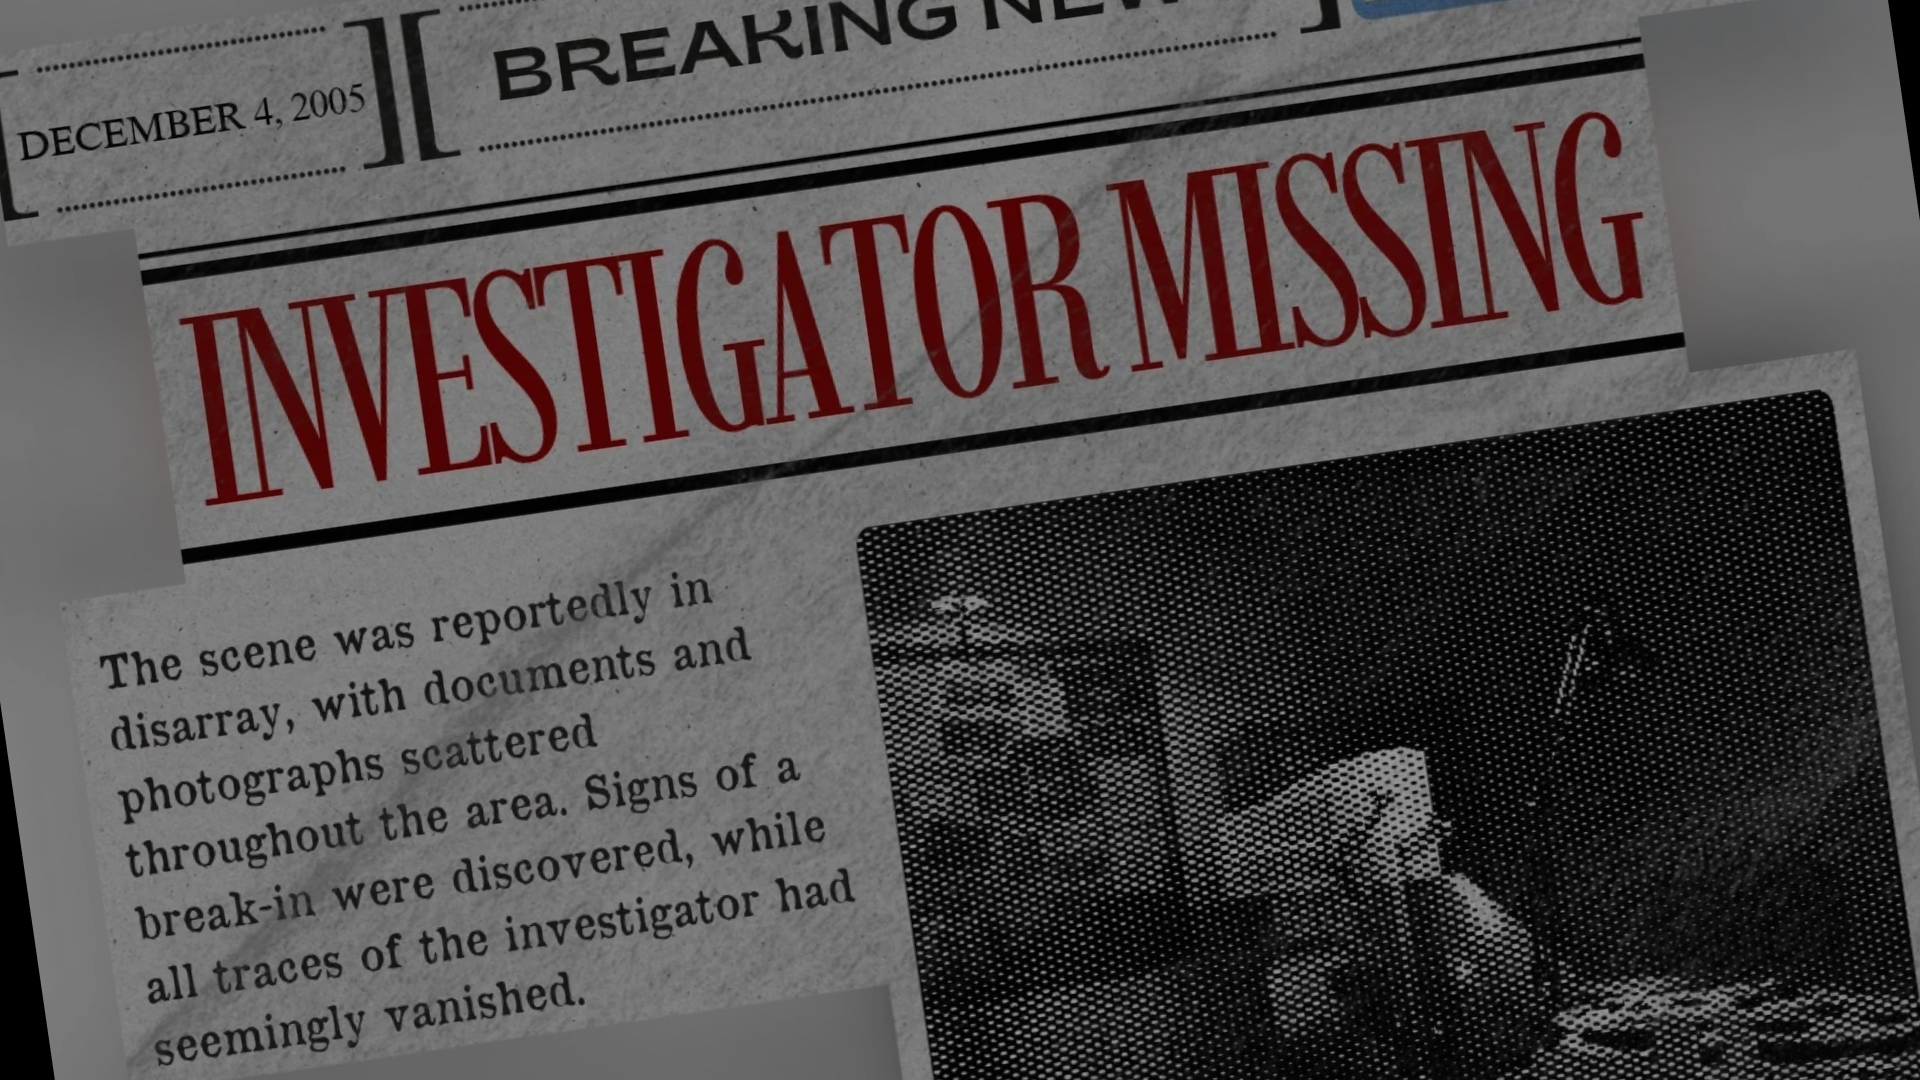 DECEMBER 4, 2005
BREAKING
INVESTIGATOR MISSING
The scene was reportedly in
disarray, with documents and
photographs scattered
throughout the area. Signs of a
break-in were discovered, while
all traces of the investigator had
seemingly vanished.